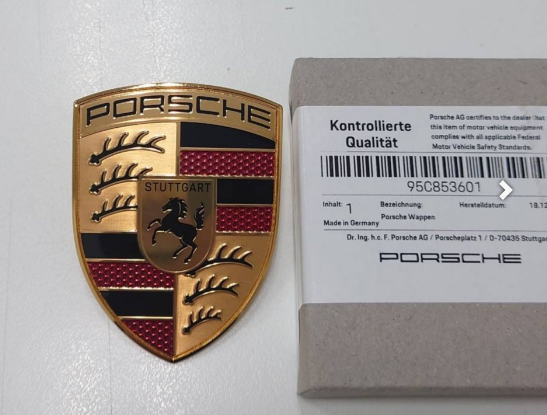 PORSCHE
STUTTGART
Kontrollierte
Qualität
Porsche AG certifies to the dealer that
this item of motor vehicle equipment
complies with all applicable Federal
Motor Vehicle Safety Standards.
95C853601
Inhalt: 1 Bezeichnung: Herstelldatum: 18.12
Porsche Wappen
Made in Germany
Dr. Ing. h.c. F. Porsche AG / Porscheplatz 1 / D-70435 Stuttgart
PORSCHE